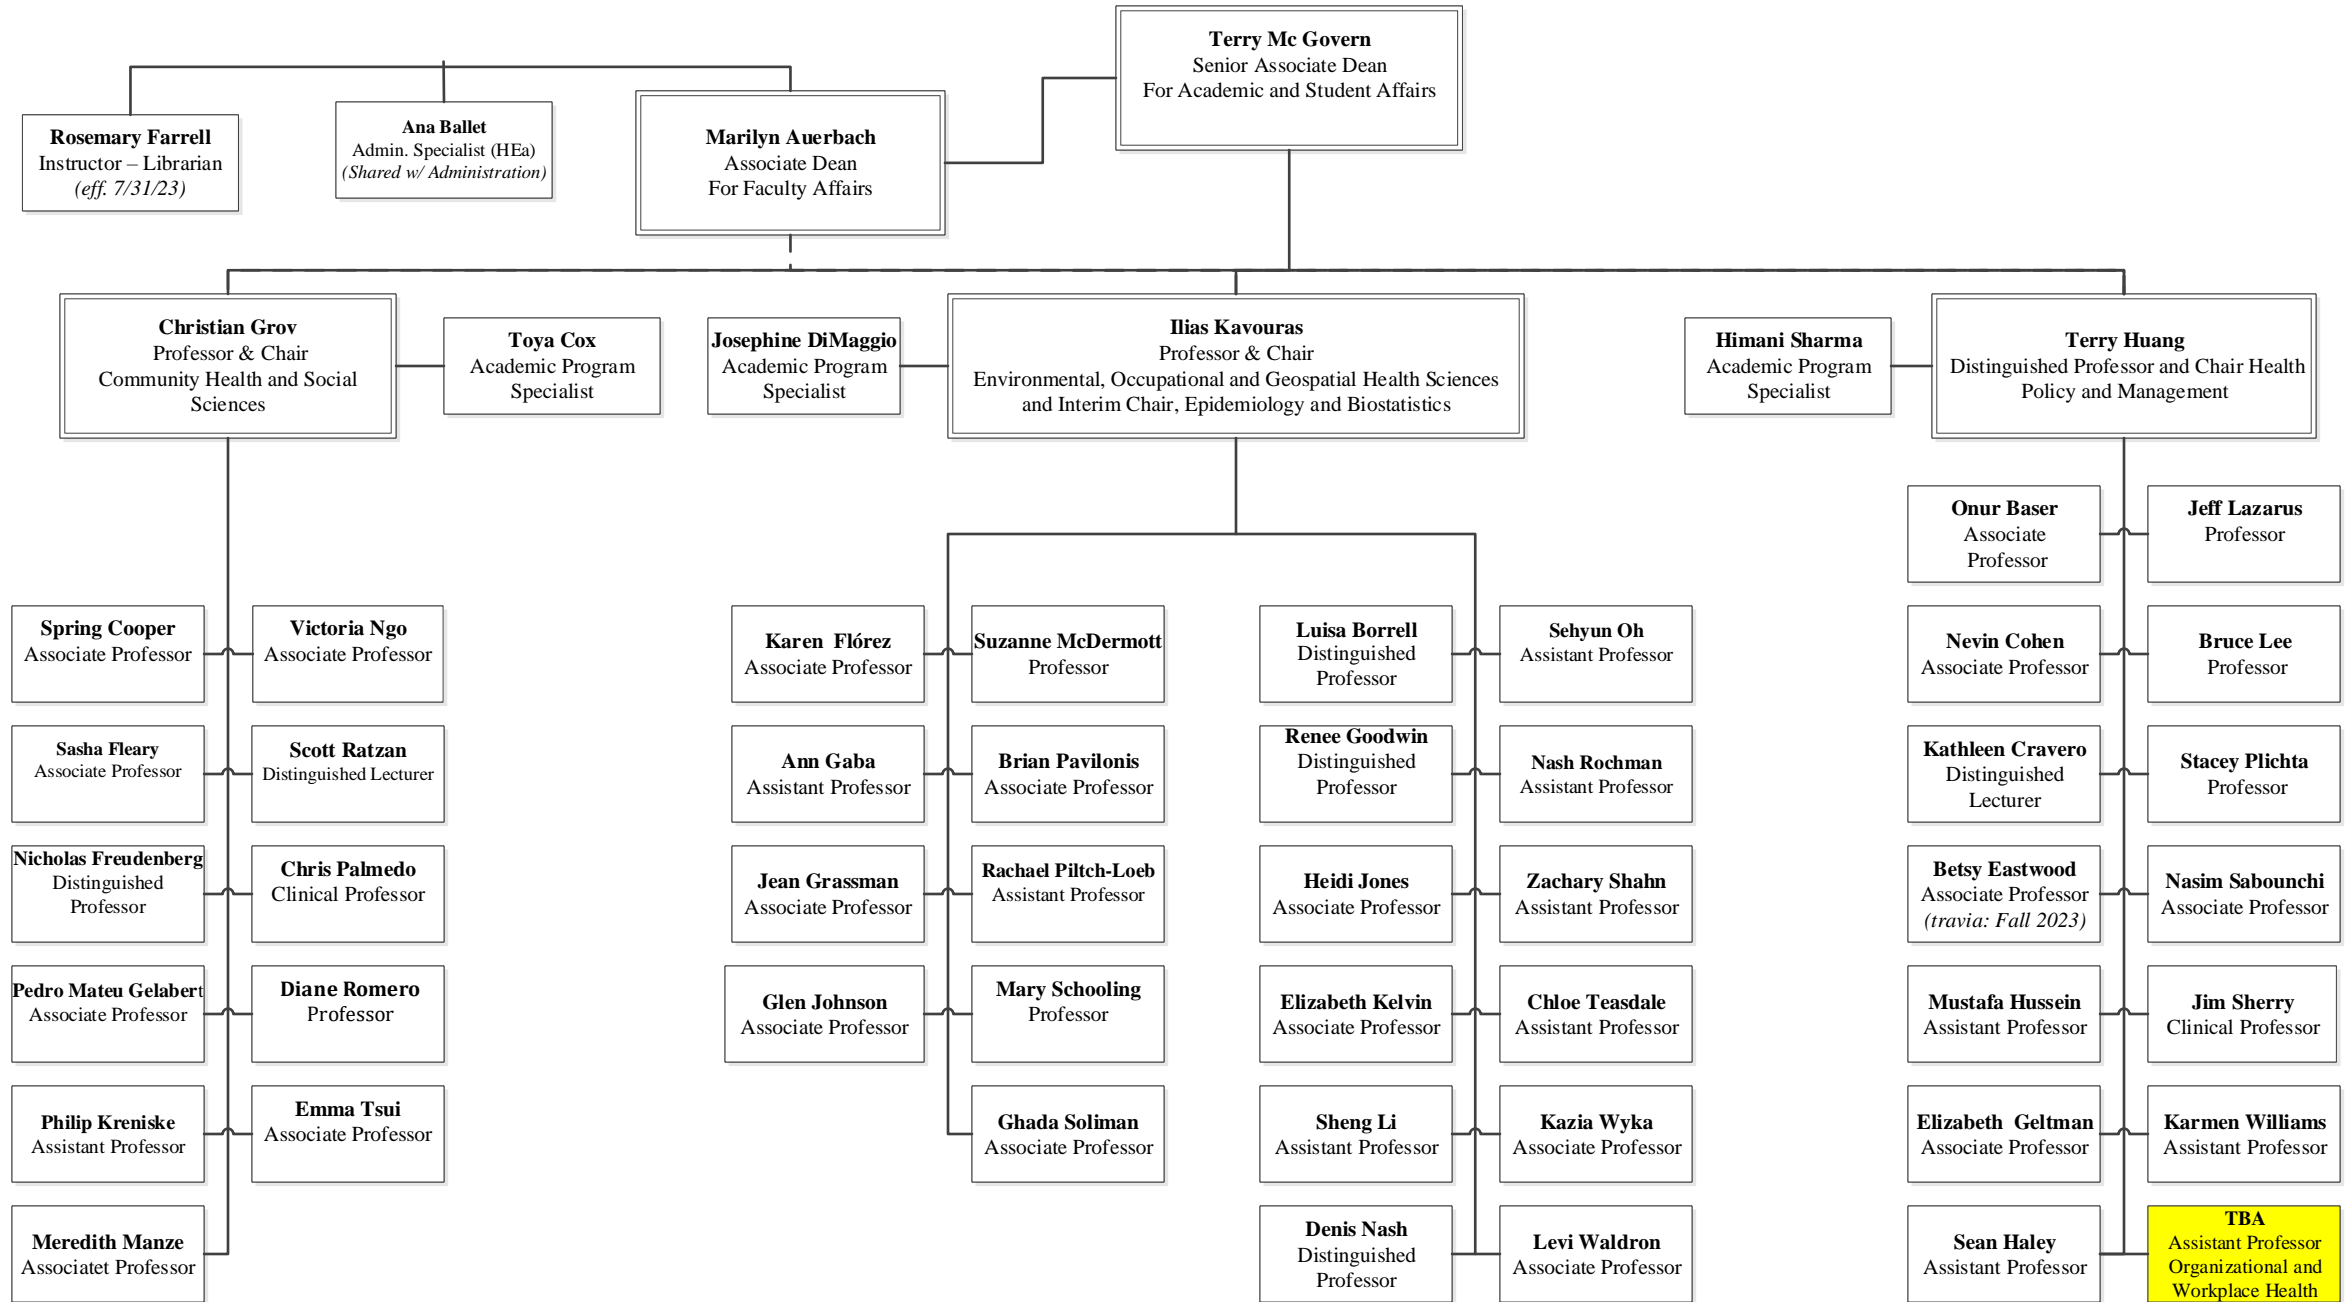 Terry Mc Govern
Senior Associate Dean
For Academic and Student Affairs
Rosemary Farrell
Instructor – Librarian
(eff. 7/31/23)
Ana Ballet
Admin. Specialist (HEa)
(Shared w/ Administration)
Marilyn Auerbach
Associate Dean
For Faculty Affairs
Christian Grov
Professor & Chair
Community Health and Social
Sciences
Toya Cox
Academic Program
Specialist
Josephine DiMaggio
Academic Program
Specialist
Ilias Kavouras
Professor & Chair
Environmental, Occupational and Geospatial Health Sciences
and Interim Chair, Epidemiology and Biostatistics
Himani Sharma
Academic Program
Specialist
Terry Huang
Distinguished Professor and Chair Health
Policy and Management
Spring Cooper
Associate Professor
Victoria Ngo
Associate Professor
Sasha Fleary
Associate Professor
Scott Ratzan
Distinguished Lecturer
Nicholas Freudenberg
Distinguished
Professor
Chris Palmedo
Clinical Professor
Pedro Mateu Gelabert
Associate Professor
Diane Romero
Professor
Philip Kreniske
Assistant Professor
Emma Tsui
Associate Professor
Meredith Manze
Associatet Professor
Karen  Flórez
Associate Professor
Suzanne McDermott
Professor
Ann Gaba
Assistant Professor
Brian Pavilonis
Associate Professor
Jean Grassman
Associate Professor
Rachael Piltch-Loeb
Assistant Professor
Glen Johnson
Associate Professor
Mary Schooling
Professor
Ghada Soliman
Associate Professor
Luisa Borrell
Distinguished
Professor
Sehyun Oh
Assistant Professor
Renee Goodwin
Distinguished
Professor
Nash Rochman
Assistant Professor
Heidi Jones
Associate Professor
Zachary Shahn
Assistant Professor
Elizabeth Kelvin
Associate Professor
Chloe Teasdale
Assistant Professor
Sheng Li
Assistant Professor
Kazia Wyka
Associate Professor
Denis Nash
Distinguished
Professor
Levi Waldron
Associate Professor
Onur Baser
Associate
Professor
Jeff Lazarus
Professor
Nevin Cohen
Associate Professor
Bruce Lee
Professor
Kathleen Cravero
Distinguished
Lecturer
Stacey Plichta
Professor
Betsy Eastwood
Associate Professor
(travia: Fall 2023)
Nasim Sabounchi
Associate Professor
Mustafa Hussein
Assistant Professor
Jim Sherry
Clinical Professor
Elizabeth  Geltman
Associate Professor
Karmen Williams
Assistant Professor
Sean Haley
Assistant Professor
TBA
Assistant Professor
Organizational and
Workplace Health